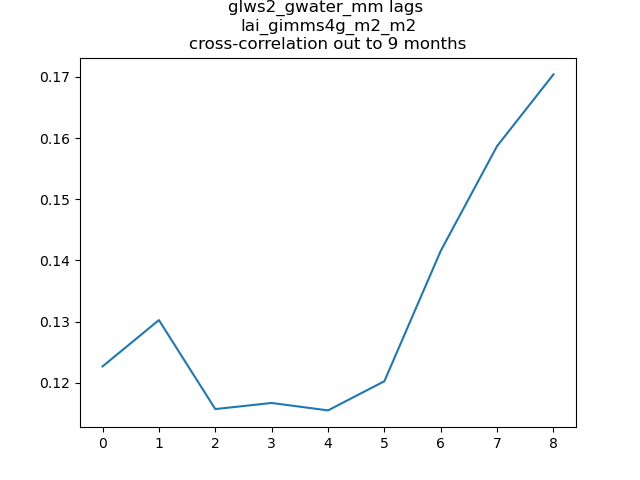 glws2_gwater_mm lags
lai_gimms4g_m2_m2
cross-correlation out to 9 months
0.17
0.16
0.15
0.14
0.13
0.12
0 1 2 3 4 5 6 7 8